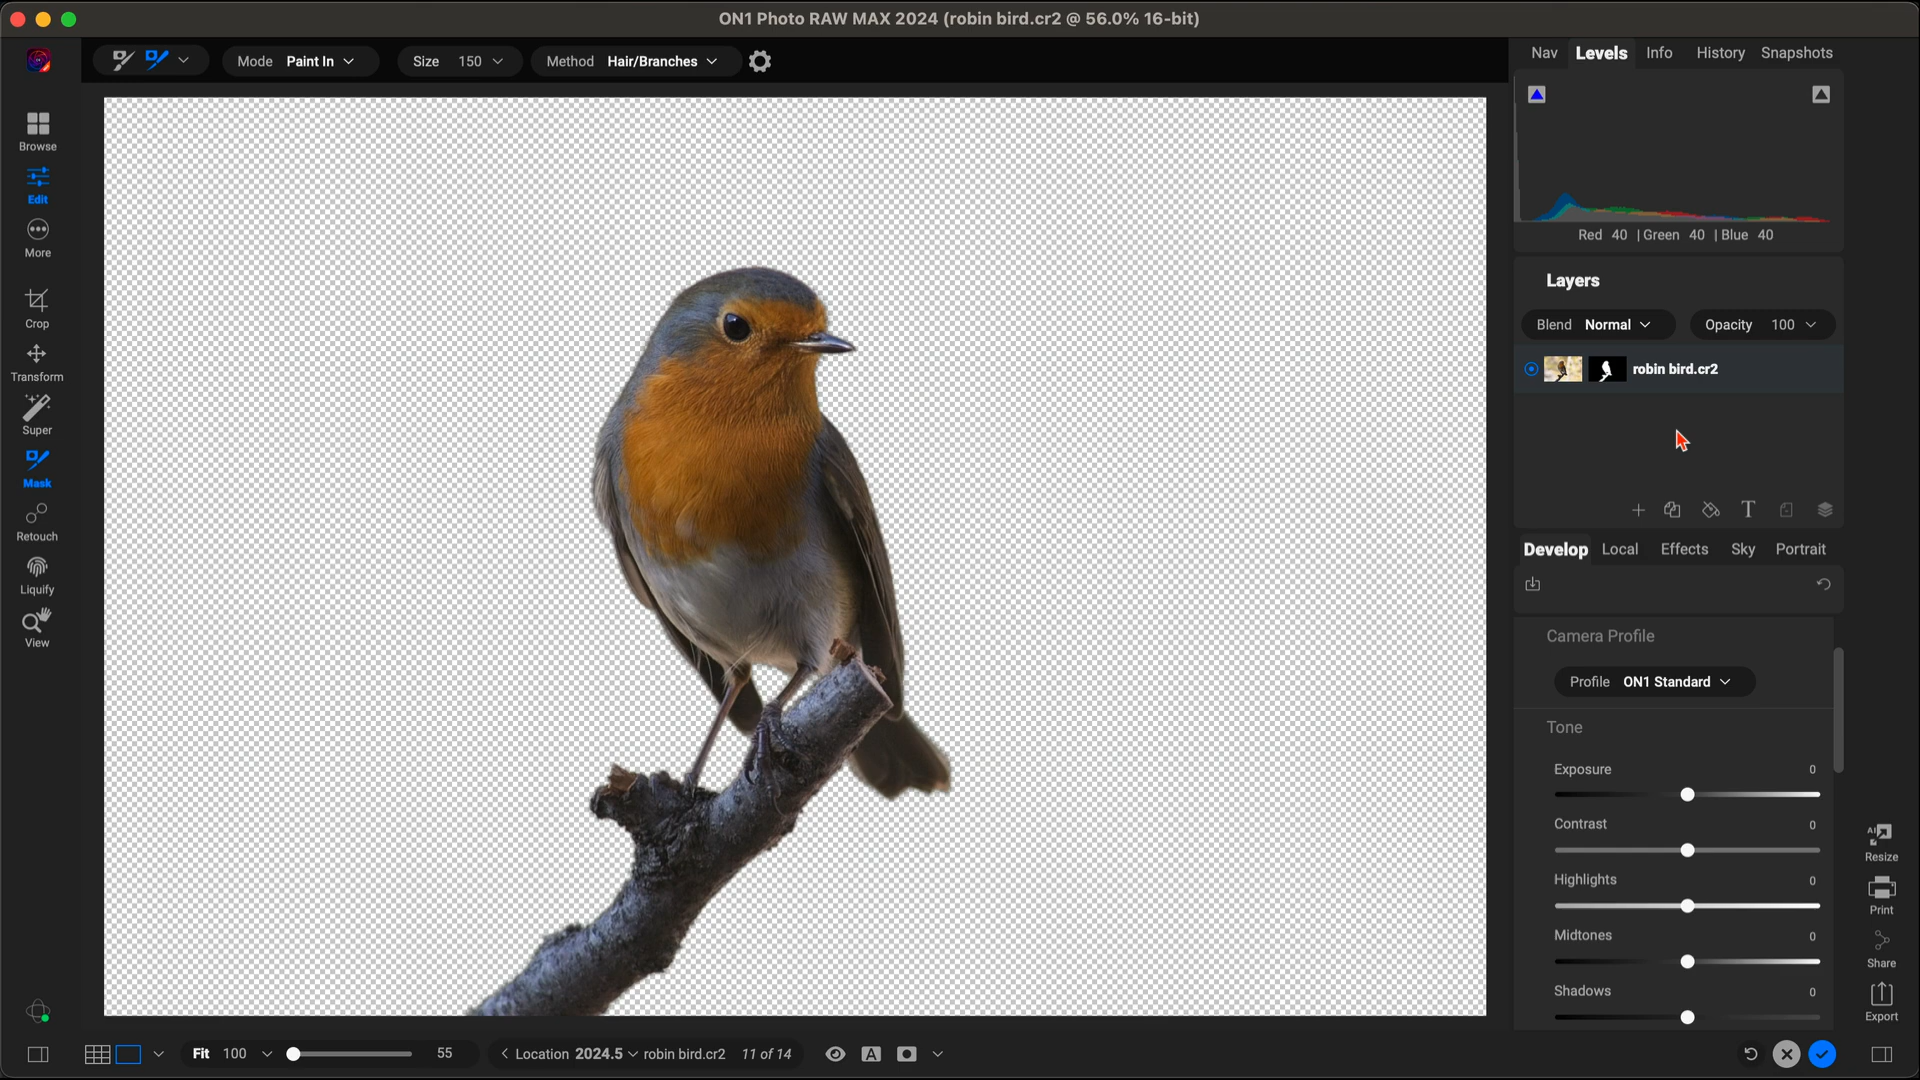 ON1 Photo RAW MAX 2024 (robin bird.cr2 @ 56.0% 16-bit)
Mode Paint In
Size 150
Method Hair/Branches
Nav Levels Info History Snapshots
Browse
Edit
More
Crop
Transform
Super
Mask
Retouch
Liquify
View
Red 40 | Green 40 | Blue 40
Layers
Blend Normal
Opacity 100
robin bird.cr2
T
Develop Local Effects Sky Portrait
Camera Profile
Profile ON1 Standard
Tone
Exposure 0
Contrast 0
Highlights 0
Midtones 0
Shadows 0
AI
Resize
Print
Share
Export
Fit 100
55
Location 2024.5 robin bird.cr2 11 of 14
A